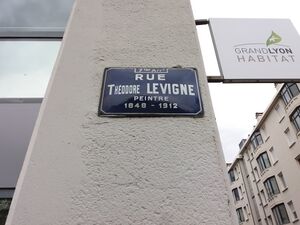 RUE
THÉODORE LEVIGNE
PEINTRE
1848 - 1912
GRANDLYON
HABITAT